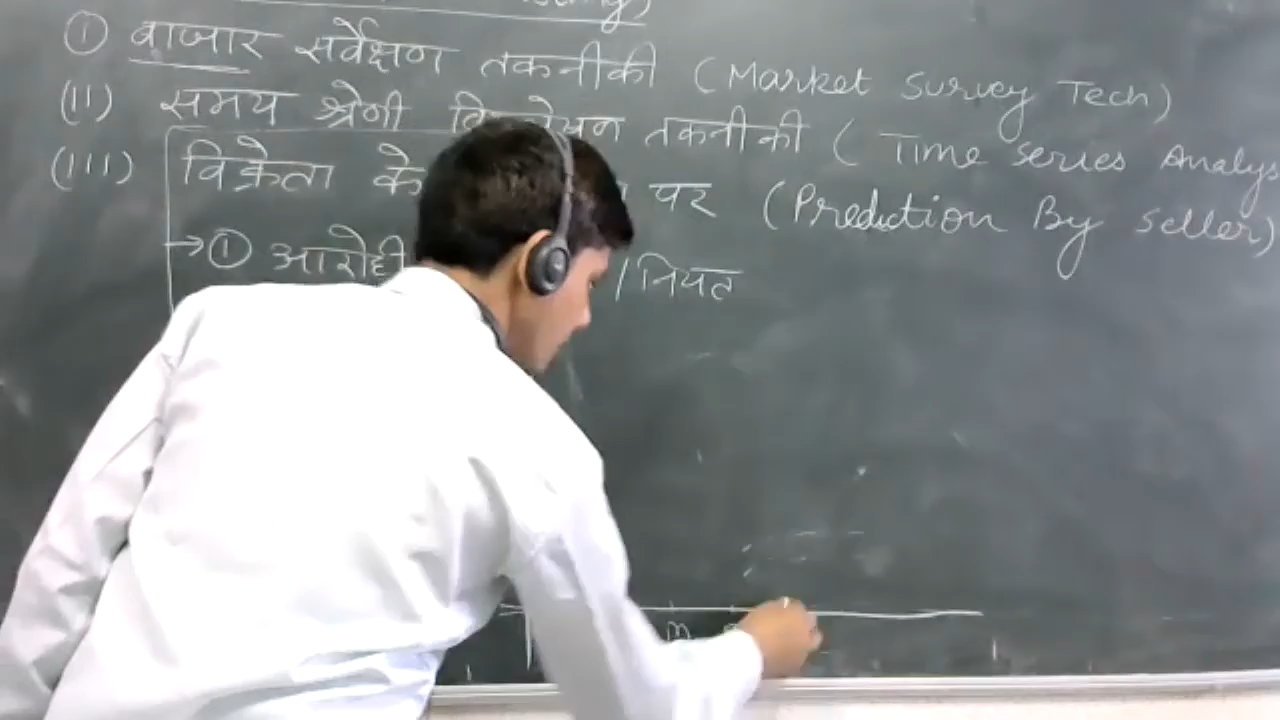 ① बाजार सर्वेक्षण तकनीकी (Market Survey Tech)
(II) समय श्रेणी तकनीकी (Time series Analys
(III) विक्रेता के पर (Prediction By seller)
→① आरोही / नियत
m